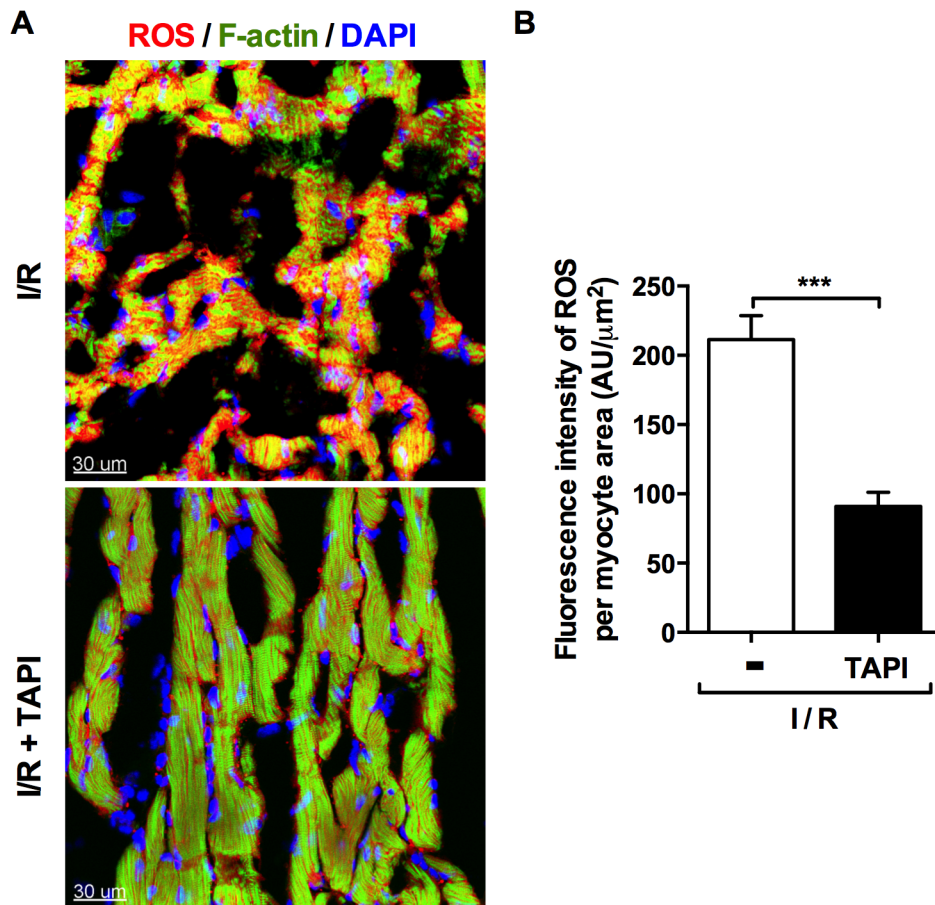 A
ROS / F-actin / DAPI
I/R
30 um
I/R + TAPI
30 um
B
Fluorescence intensity of ROS
per myocyte area (AU/μm²)
250
200
150
100
50
0
***
-
TAPI
I / R